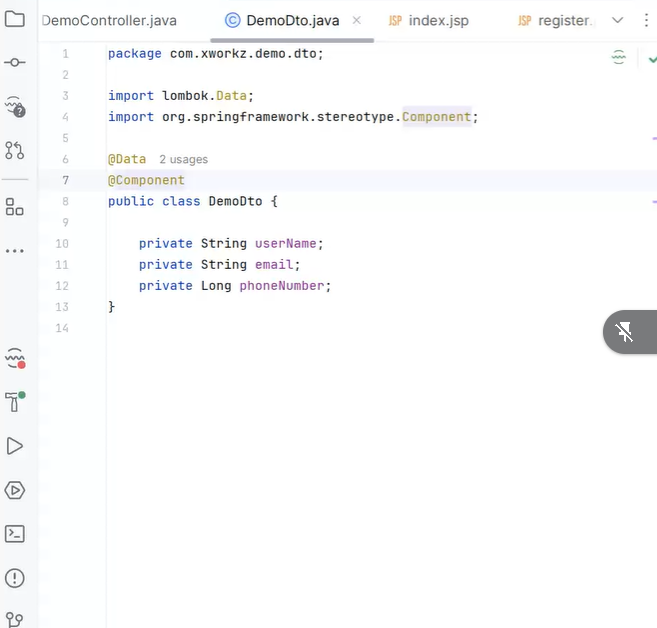 DemoController.java
DemoDto.java
index.jsp
register.
1 package com.xworkz.demo.dto;
2
3 import lombok.Data;
4 import org.springframework.stereotype.Component;
5
6 @Data 2 usages
7 @Component
8 public class DemoDto {
9
10 private String userName;
11 private String email;
12 private Long phoneNumber;
13 }
14